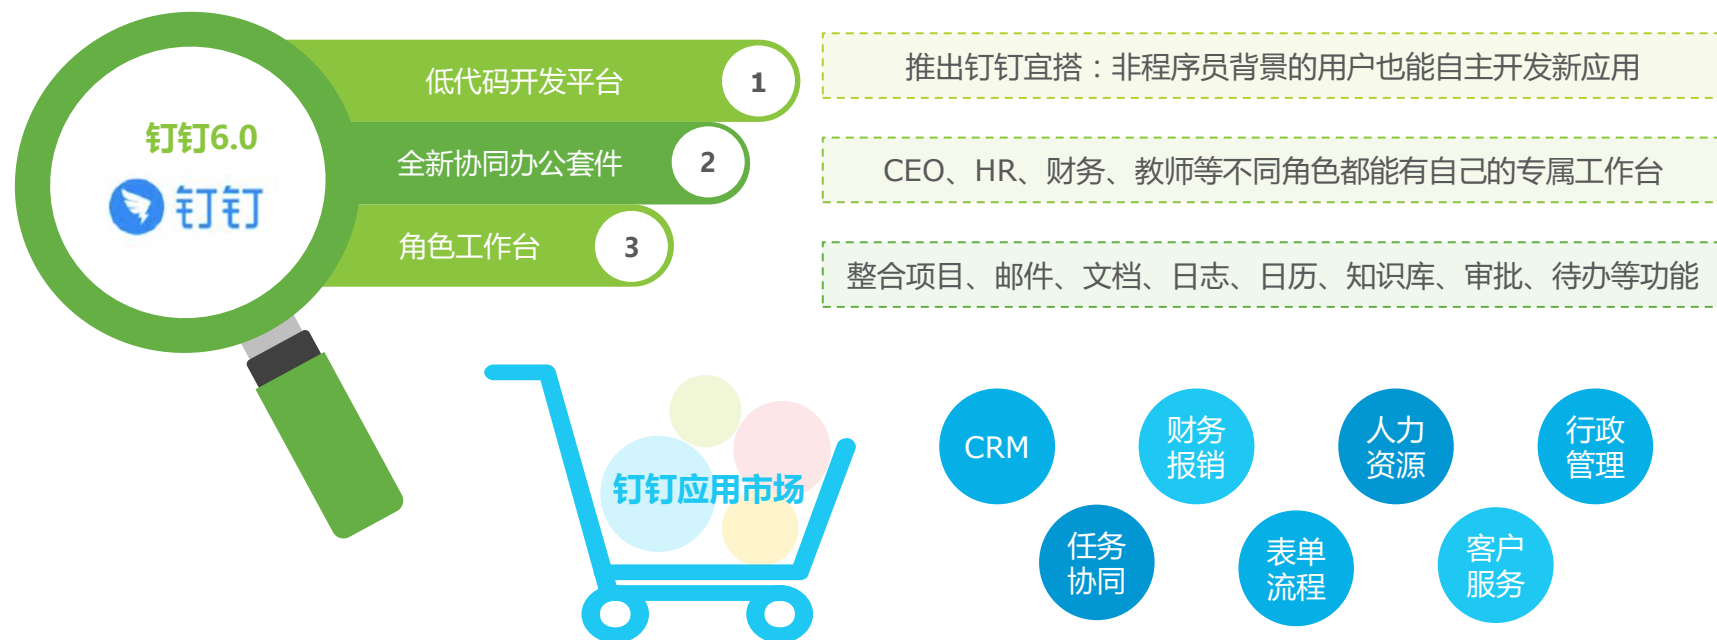 低代码开发平台
1
推出钉钉宜搭：非程序员背景的用户也能自主开发新应用
钉钉6.0
钉钉
全新协同办公套件
2
CEO、HR、财务、教师等不同角色都能有自己的专属工作台
角色工作台
3
整合项目、邮件、文档、日志、日历、知识库、审批、待办等功能
钉钉应用市场
CRM
财务
报销
人力
资源
行政
管理
任务
协同
表单
流程
客户
服务